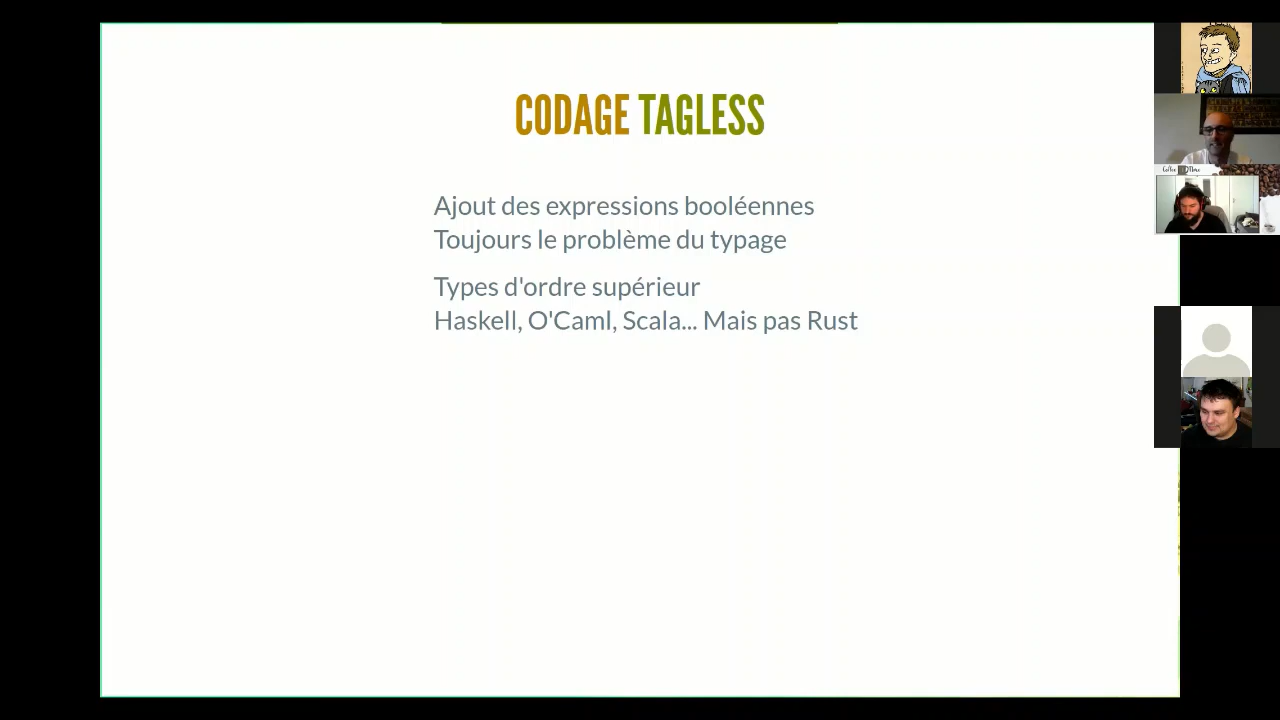 CODAGE TAGLESS
Ajout des expressions booléennes
Toujours le problème du typage
Types d'ordre supérieur
Haskell, O'Caml, Scala... Mais pas Rust